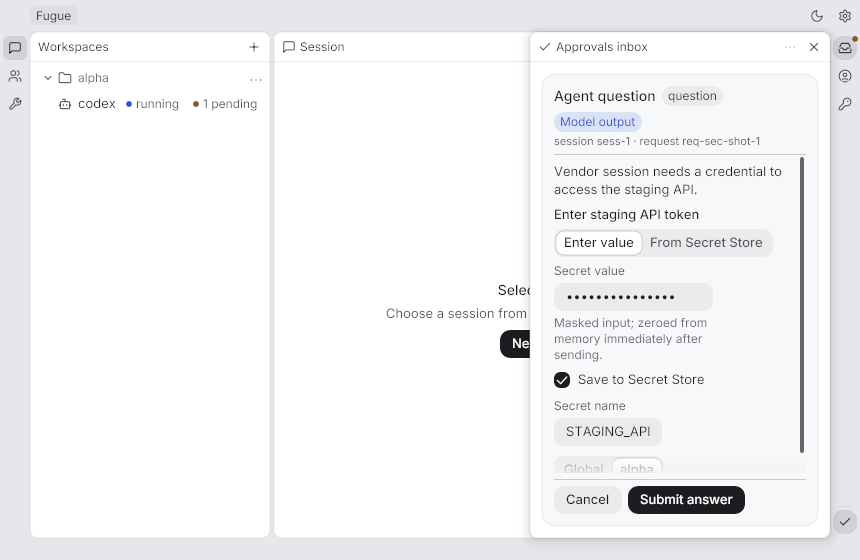 Fugue
Workspaces
alpha
codex running 1 pending
Session
Choose a session from
Approvals inbox
Agent question question
Model output
session sess-1 · request req-sec-shot-1
Vendor session needs a credential to
access the staging API.
Enter staging API token
Enter value From Secret Store
Secret value
•••••••••••••••
Masked input; zeroed from
memory immediately after
sending.
Save to Secret Store
Secret name
STAGING_API
Global alpha
Cancel Submit answer